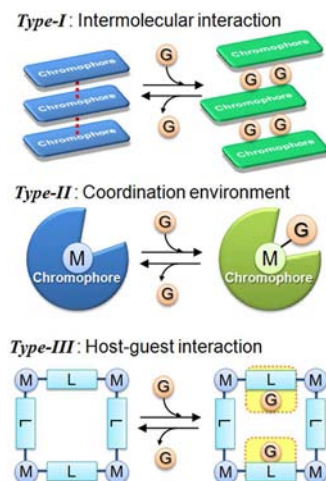 Type-I : Intermolecular interaction
Chromophore
Chromophore
Chromophore
G
G
G G
G G
Chromophore
Chromophore
Chromophore
Type-II : Coordination environment
M
Chromophore
G
G
G
M
Chromophore
Type-III : Host-guest interaction
M L M
L L
M L M
G
G
M L M
G
L L
G
M L M